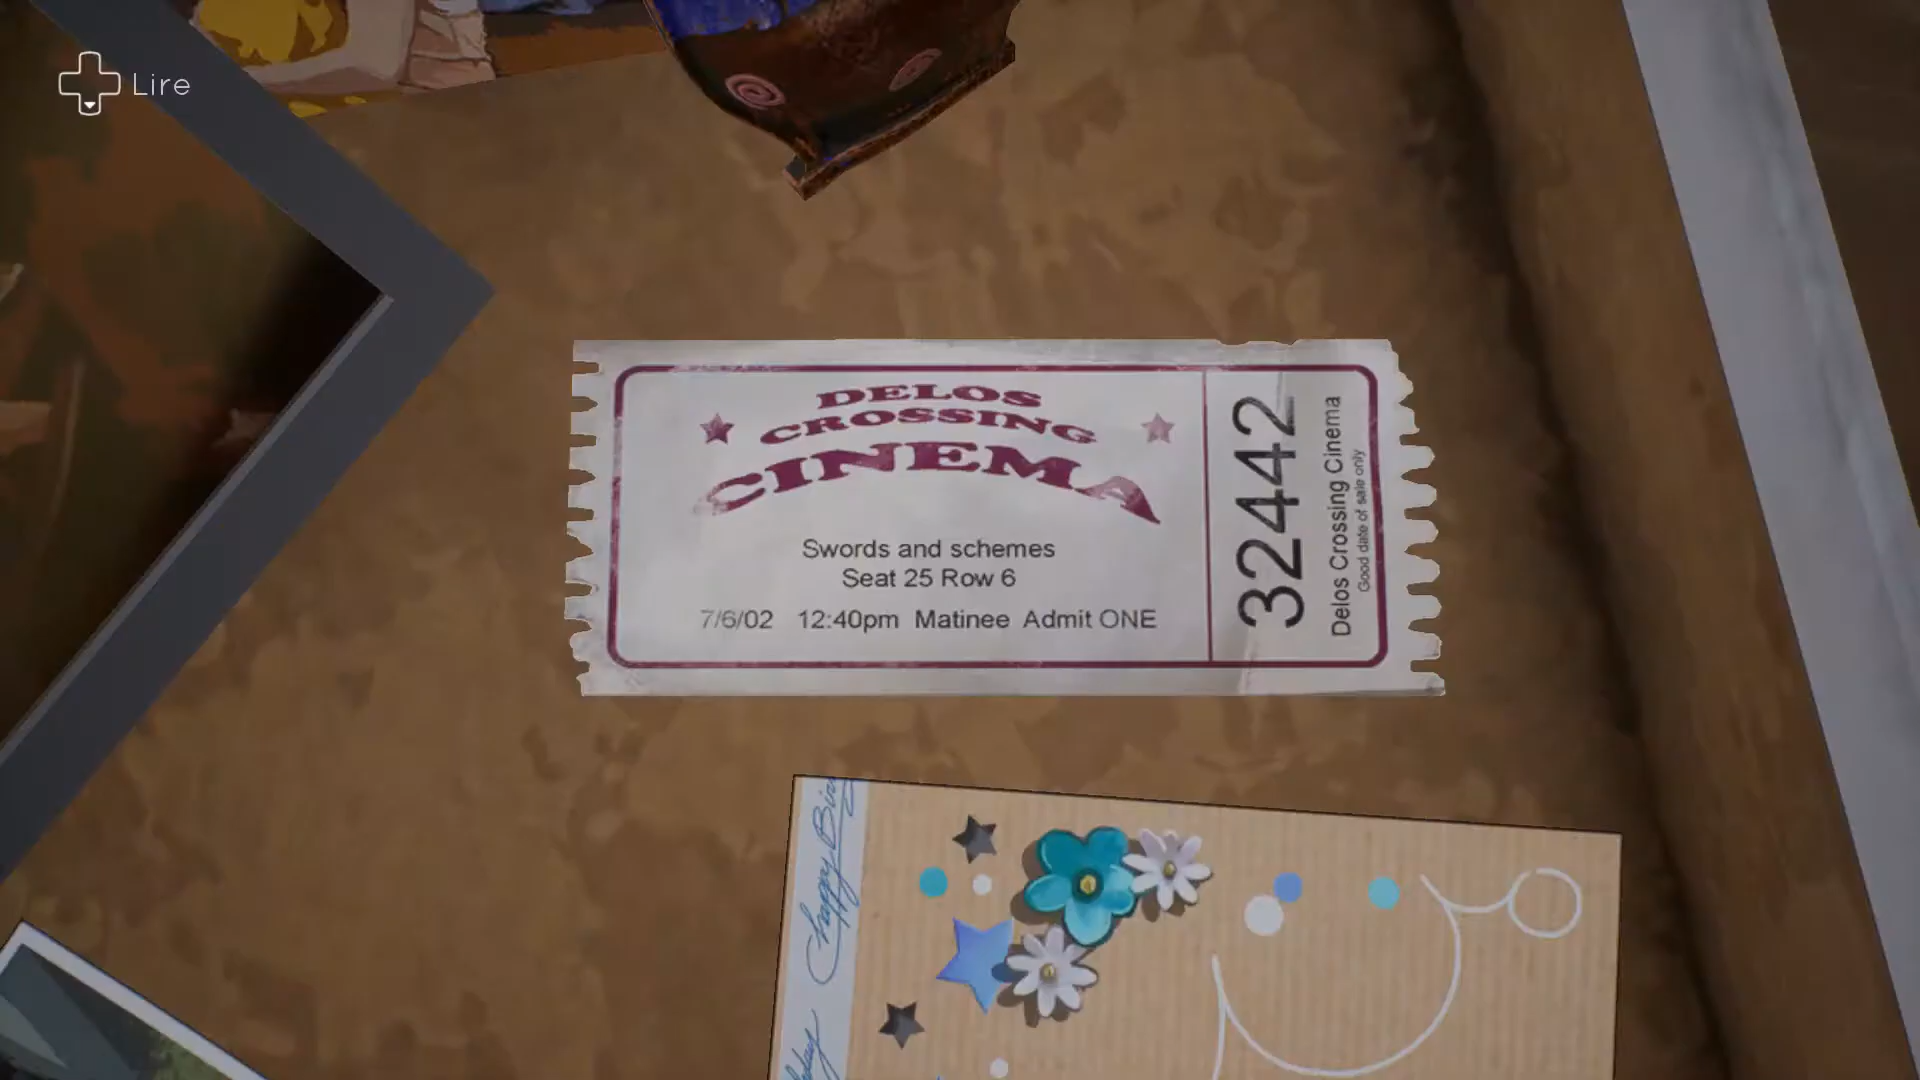 Lire
DELOS
CROSSING
CINEMA
Swords and schemes
Seat 25 Row 6
7/6/02 12:40pm Matinee Admit ONE
32442
Delos Crossing Cinema
Good date of sale only
happy